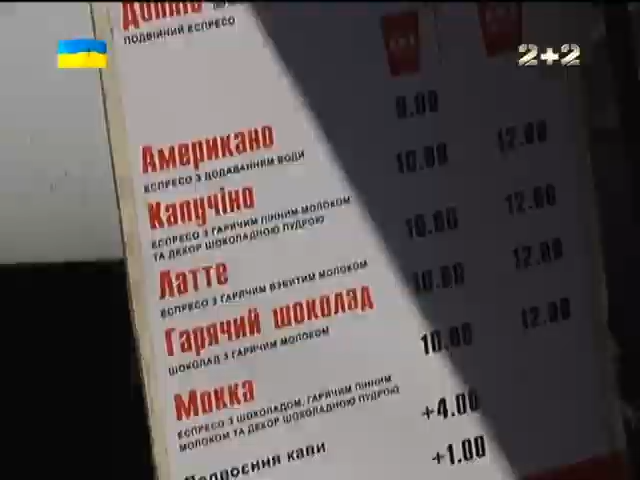 2+2
Допіо
ПОДВІЙНИЙ ЕСПРЕСО
9.00
Американо
ЕСПРЕСО З ДОДАВАННЯМ ВОДИ
10.00 12.00
Капучіно
ЕСПРЕСО З ГАРЯЧИМ ПІННИМ МОЛОКОМ
ТА ДЕКОР ШОКОЛАДНОЮ ПУДРОЮ
10.00 12.00
Латте
ЕСПРЕСО З ГАРЯЧИМ ВЗБИТИМ МОЛОКОМ
10.00 12.00
Гарячий шоколад
ШОКОЛАД З ГАРЯЧИМ МОЛОКОМ
10.00 12.00
Мокка
ЕСПРЕСО З ШОКОЛАДОМ, ГАРЯЧИМ ПІННИМ
МОЛОКОМ ТА ДЕКОР ШОКОЛАДНОЮ ПУДРОЮ
+4.00
кави
+1.00